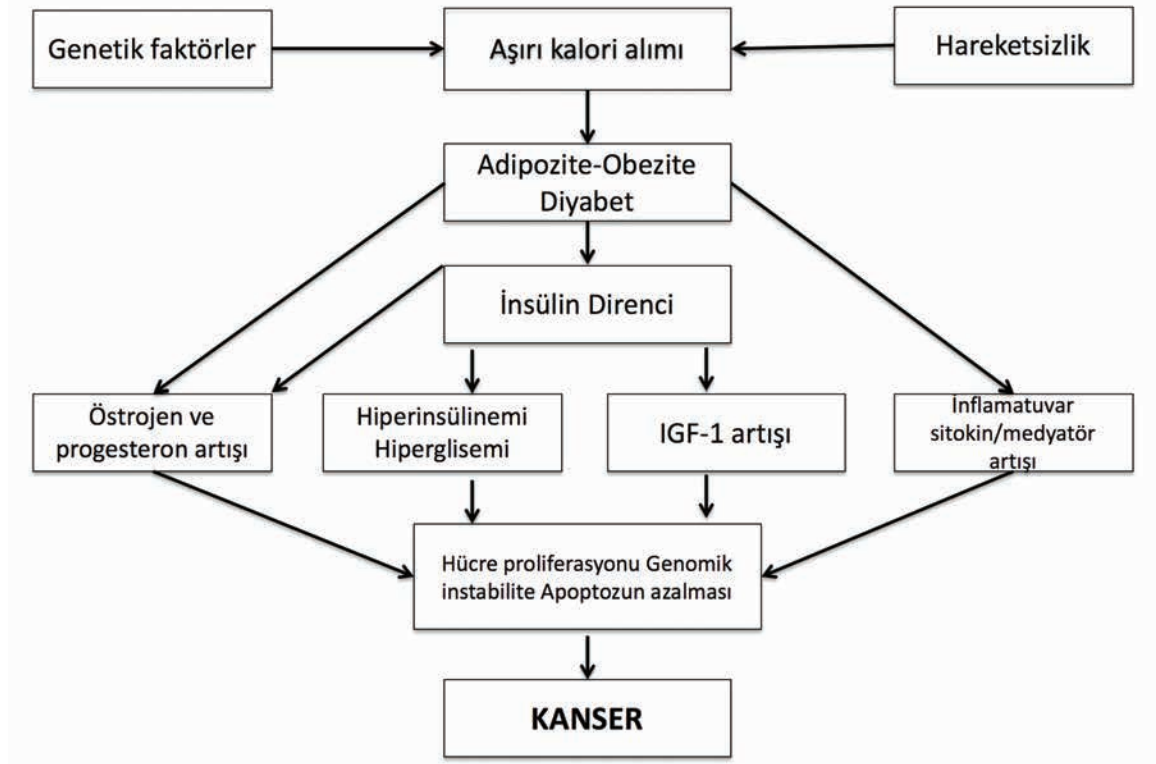 Genetik faktörler
Aşırı kalori alımı
Hareketsizlik
Adipozite-Obezite
Diyabet
İnsülin Direnci
Östrojen ve
progesteron artışı
Hiperinsülinemi
Hiperglisemi
IGF-1 artışı
İnflamatuvar
sitokin/medyatör
artışı
Hücre proliferasyonu Genomik
instabilite Apoptozun azalması
KANSER